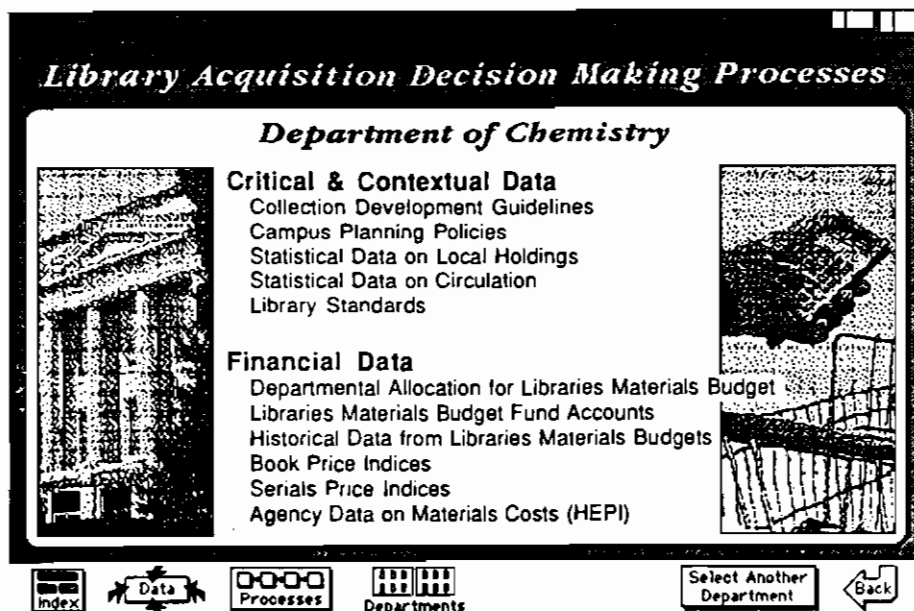 Library Acquisition Decision Making Processes
Department of Chemistry
Critical & Contextual Data
Collection Development Guidelines
Campus Planning Policies
Statistical Data on Local Holdings
Statistical Data on Circulation
Library Standards
Financial Data
Departmental Allocation for Libraries Materials Budget
Libraries Materials Budget Fund Accounts
Historical Data from Libraries Materials Budgets
Book Price Indices
Serials Price Indices
Agency Data on Materials Costs (HEPI)
Index
Data
Processes
Departments
Select Another
Department
Back